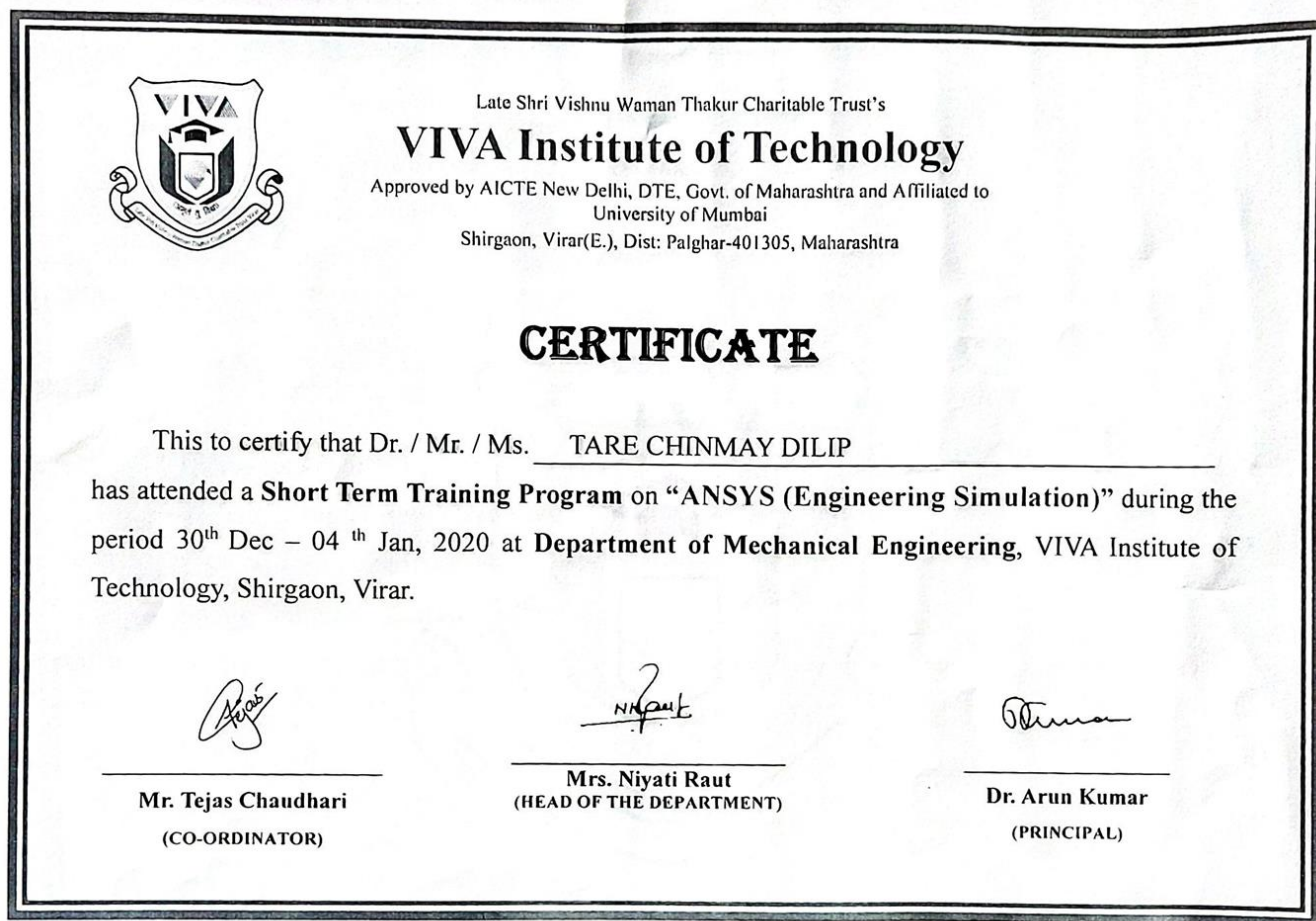 VIVA
Late Shri Vishnu Waman Thakur Charitable Trust's
VIVA Institute of Technology
Approved by AICTE New Delhi, DTE, Govt. of Maharashtra and Affiliated to
University of Mumbai
Shirgaon, Virar(E.), Dist: Palghar-401305, Maharashtra
CERTIFICATE
This to certify that Dr. / Mr. / Ms. TARE CHINMAY DILIP
has attended a Short Term Training Program on “ANSYS (Engineering Simulation)” during the
period 30th Dec – 04 th Jan, 2020 at Department of Mechanical Engineering, VIVA Institute of
Technology, Shirgaon, Virar.
Tejas
NRaut
Mr. Tejas Chaudhari
(CO-ORDINATOR)
Mrs. Niyati Raut
(HEAD OF THE DEPARTMENT)
Dr. Arun Kumar
(PRINCIPAL)